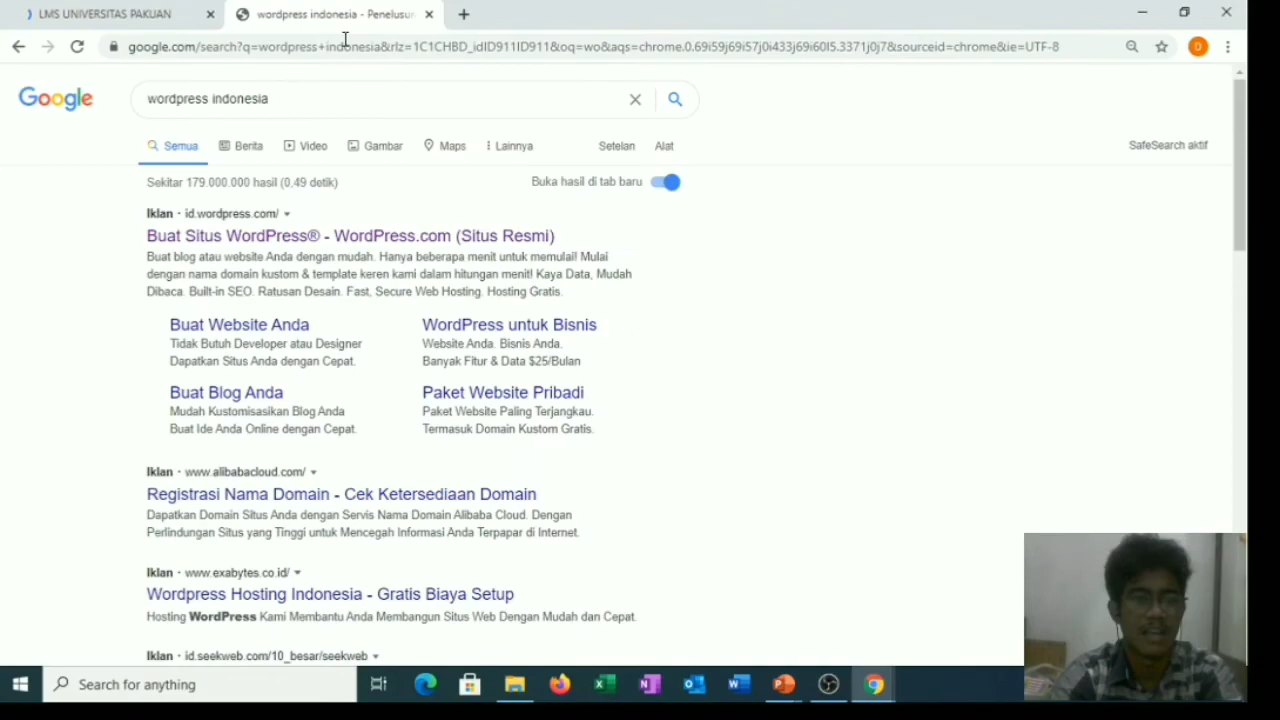 LMS UNIVERSITAS PAKUAN
wordpress indonesia - Penelusur
google.com/search?q=wordpress+indonesia&rlz=1C1CHBD_idID911ID911&oq=wo&aqs=chrome.0.69i59j69i57j0i433j69i60l5.3371j0j7&sourceid=chrome&ie=UTF-8
D
Google
wordpress indonesia
Semua
Berita
Video
Gambar
Maps
Lainnya
Setelan
Alat
SafeSearch aktif
Sekitar 179.000.000 hasil (0,49 detik)
Buka hasil di tab baru
Iklan · id.wordpress.com/
Buat Situs WordPress® - WordPress.com (Situs Resmi)
Buat blog atau website Anda dengan mudah. Hanya beberapa menit untuk memulai! Mulai
dengan nama domain kustom & template keren kami dalam hitungan menit! Kaya Data, Mudah
Dibaca. Built-in SEO. Ratusan Desain. Fast, Secure Web Hosting. Hosting Gratis.
Buat Website Anda
Tidak Butuh Developer atau Designer
Dapatkan Situs Anda dengan Cepat.
WordPress untuk Bisnis
Website Anda. Bisnis Anda.
Banyak Fitur & Data $25/Bulan
Buat Blog Anda
Mudah Kustomisasikan Blog Anda
Buat Ide Anda Online dengan Cepat.
Paket Website Pribadi
Paket Website Paling Terjangkau.
Termasuk Domain Kustom Gratis.
Iklan · www.alibabacloud.com/
Registrasi Nama Domain - Cek Ketersediaan Domain
Dapatkan Domain Situs Anda dengan Servis Nama Domain Alibaba Cloud. Dengan
Perlindungan Situs yang Tinggi untuk Mencegah Informasi Anda Terpapar di Internet.
Iklan · www.exabytes.co.id/
Wordpress Hosting Indonesia - Gratis Biaya Setup
Hosting WordPress Kami Membantu Anda Membangun Situs Web Dengan Mudah dan Cepat.
Iklan · id.seekweb.com/10_besar/seekweb
Search for anything